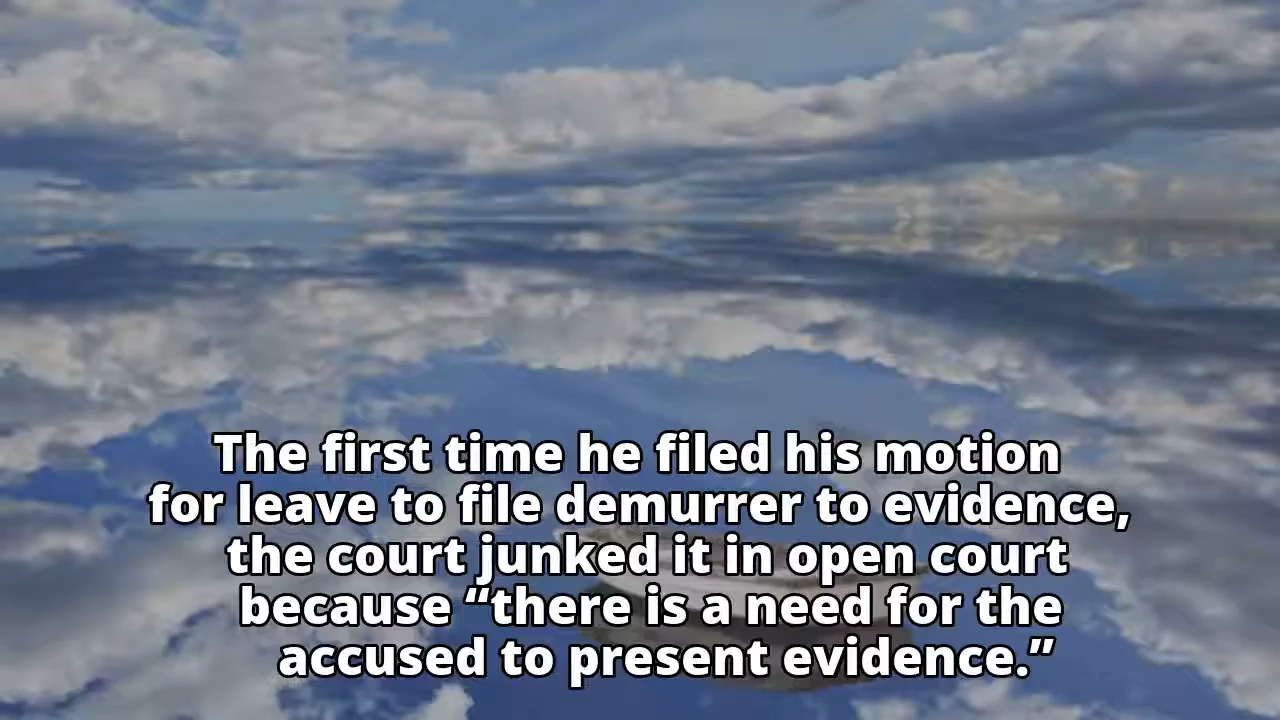 The first time he filed his motion
for leave to file demurrer to evidence,
the court junked it in open court
because “there is a need for the
accused to present evidence.”